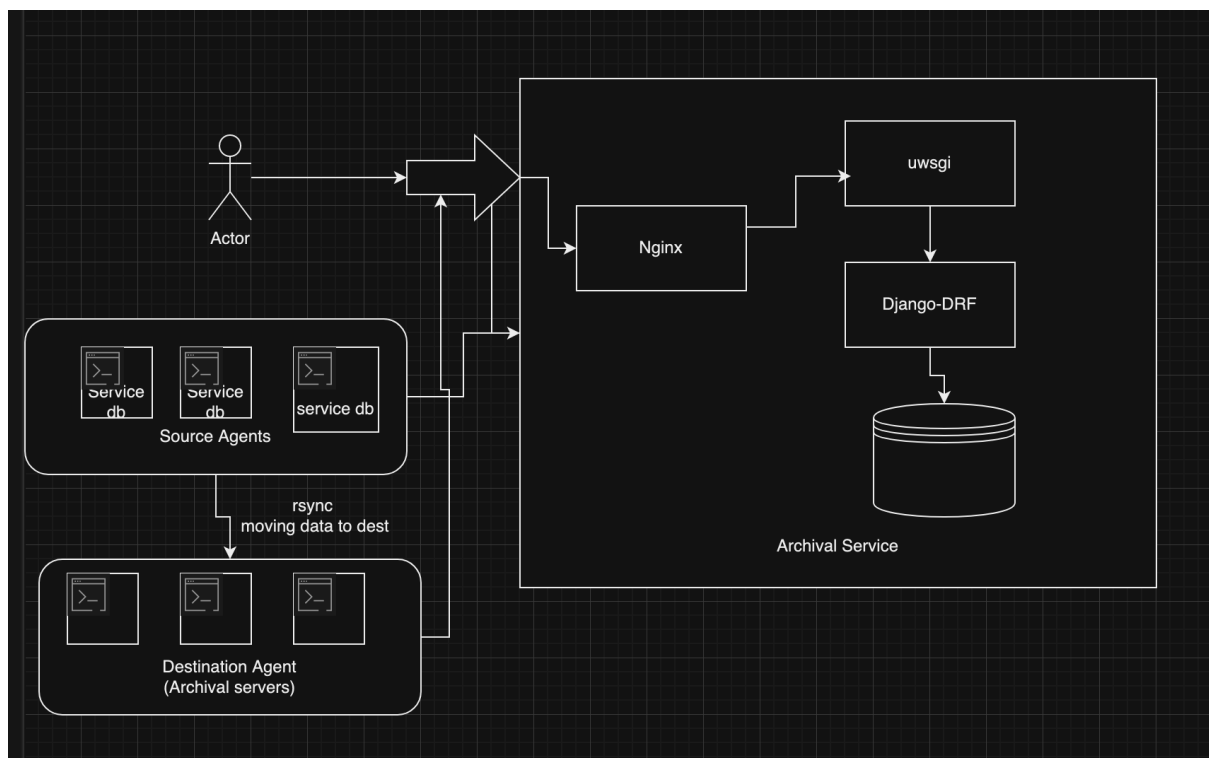 Actor
uwsgi
Nginx
Django-DRF
Service
db
Service
db
service db
Source Agents
rsync
moving data to dest
Archival Service
Destination Agent
(Archival servers)